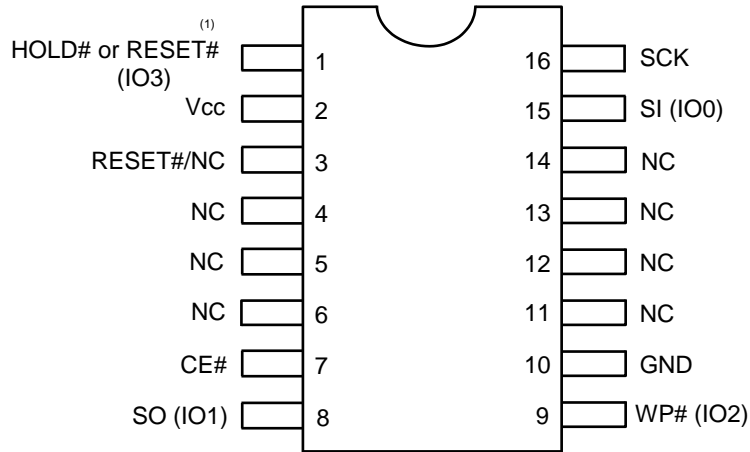 (1)
HOLD# or RESET# 1 16 SCK
(IO3)
Vcc 2 15 SI (IO0)
RESET#/NC 3 14 NC
NC 4 13 NC
NC 5 12 NC
NC 6 11 NC
CE# 7 10 GND
SO (IO1) 8 9 WP# (IO2)